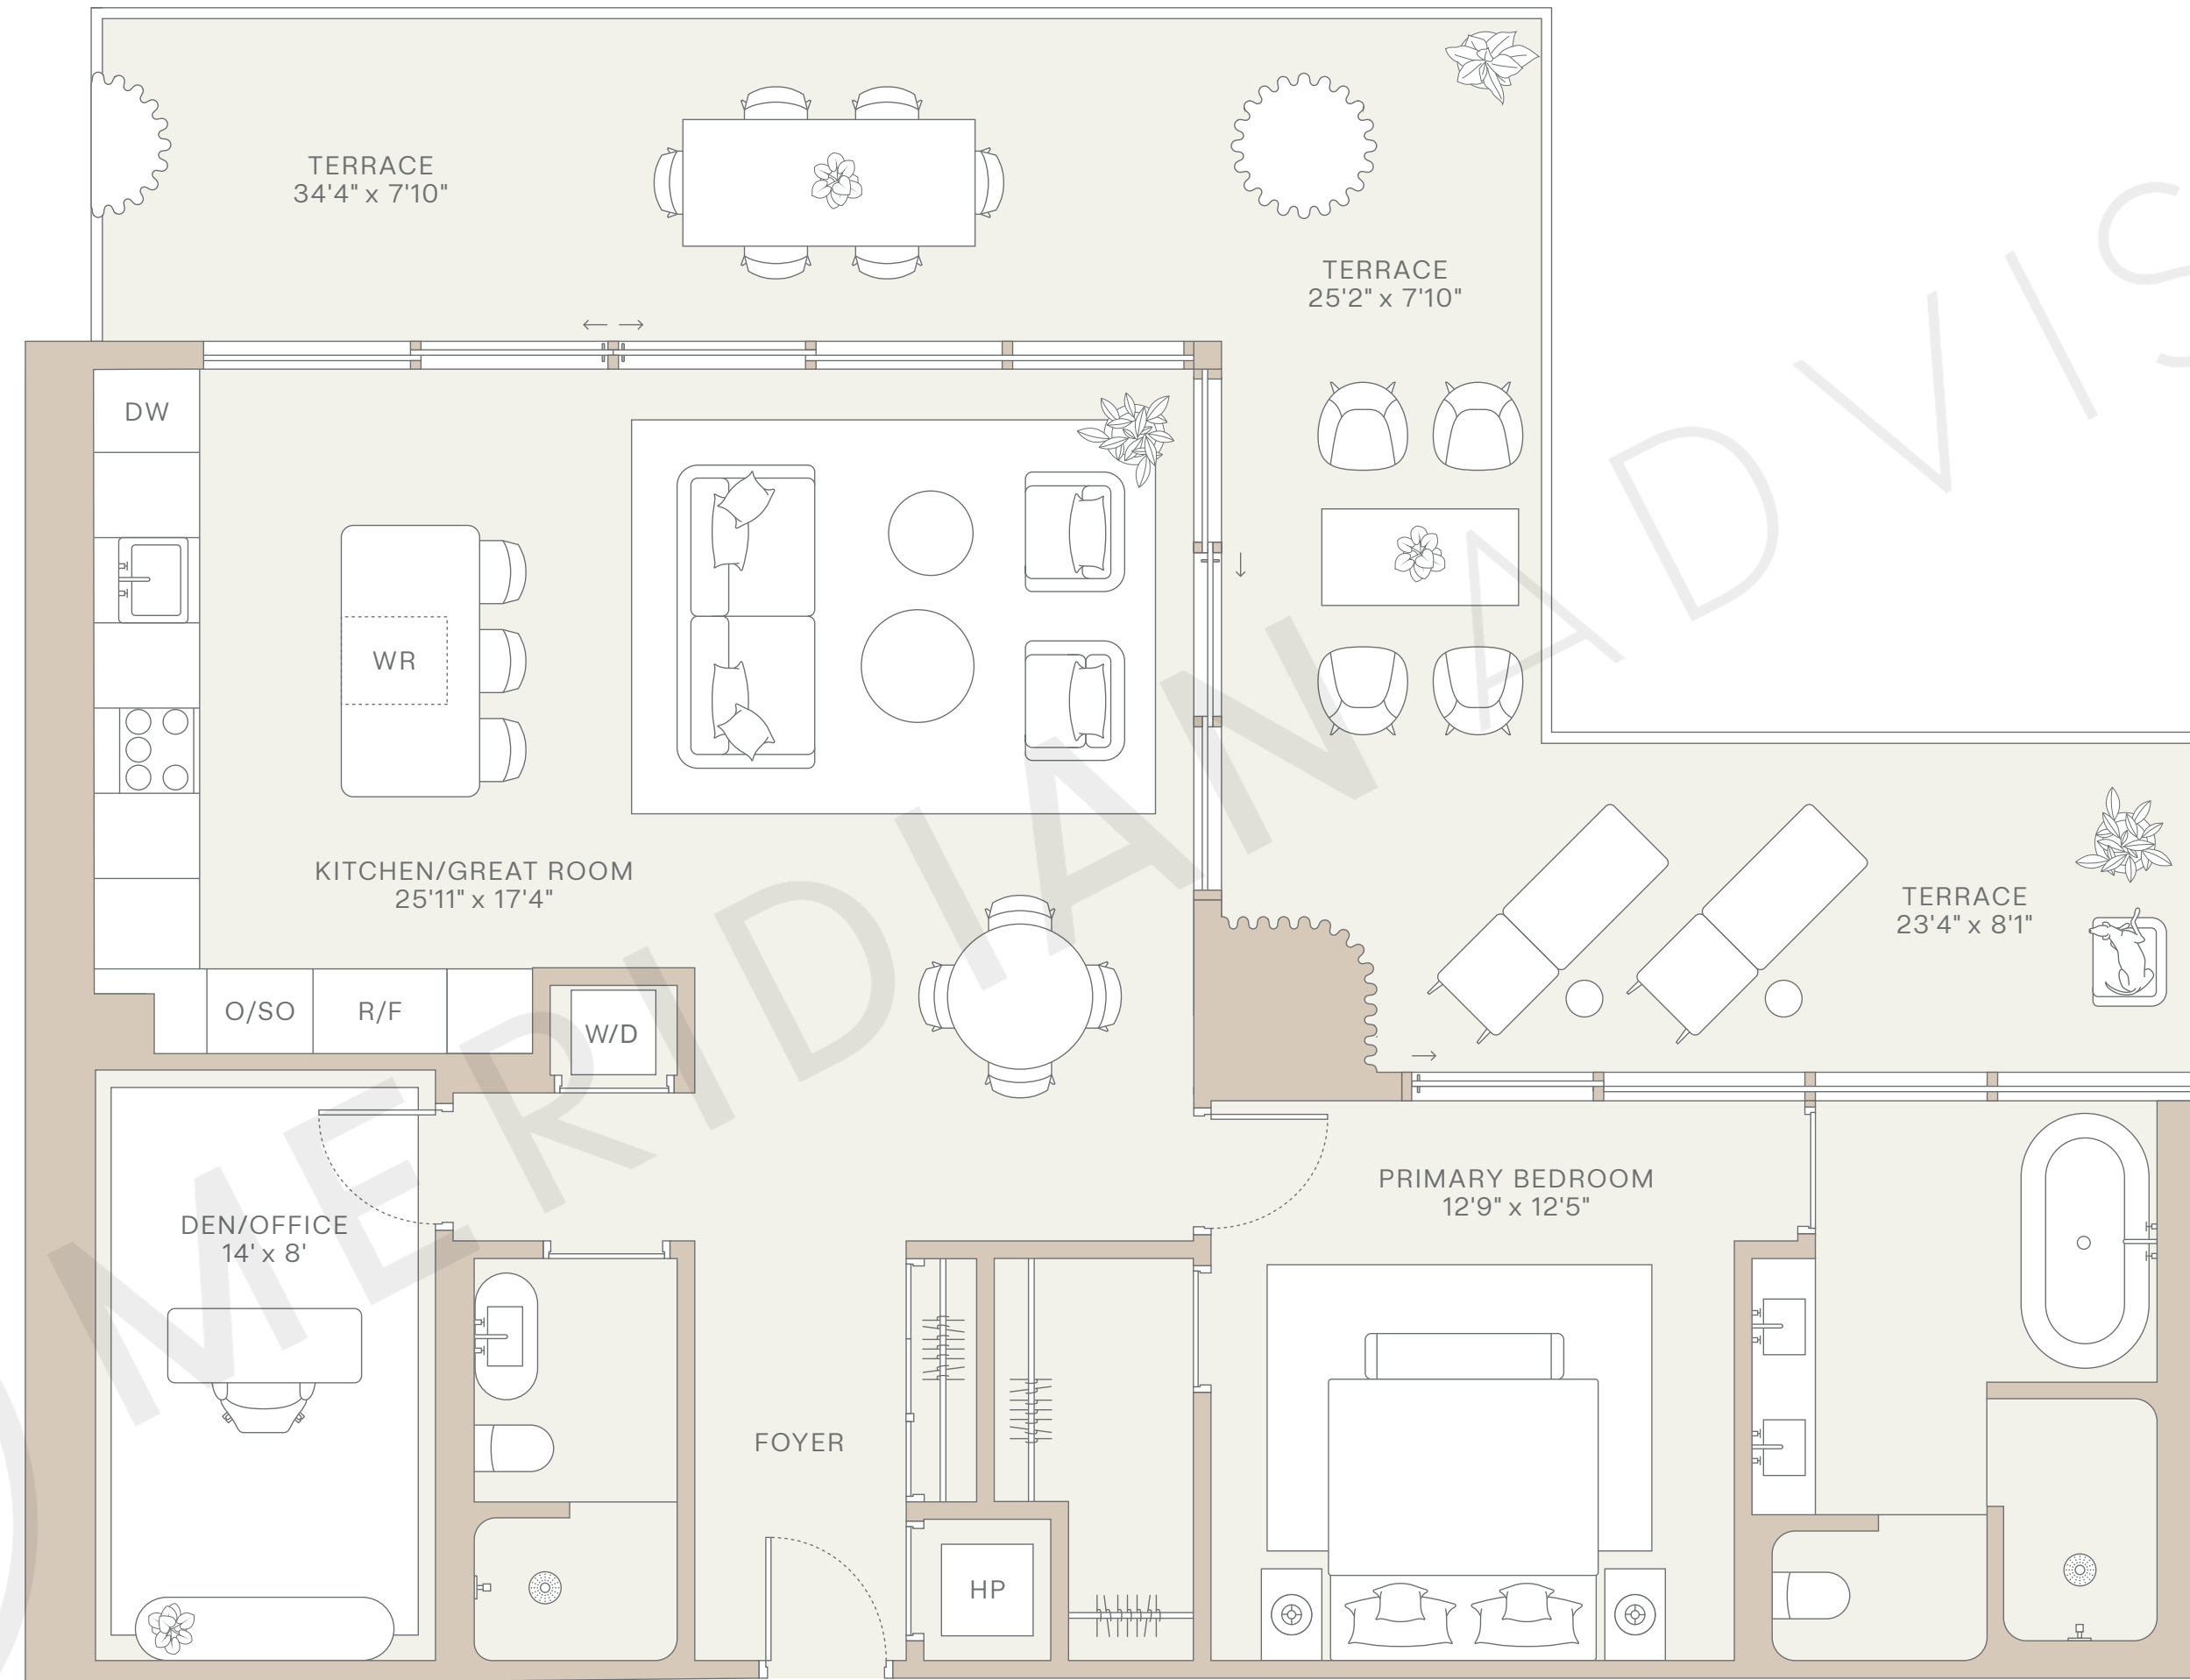 TERRACE
34'4" x 7'10"
TERRACE
25'2" x 7'10"
DW
WR
KITCHEN/GREAT ROOM
25'11" x 17'4"
TERRACE
23'4" x 8'1"
O/SO
R/F
W/D
PRIMARY BEDROOM
12'9" x 12'5"
DEN/OFFICE
14' x 8'
FOYER
HP
MERIDIAN ADVIS